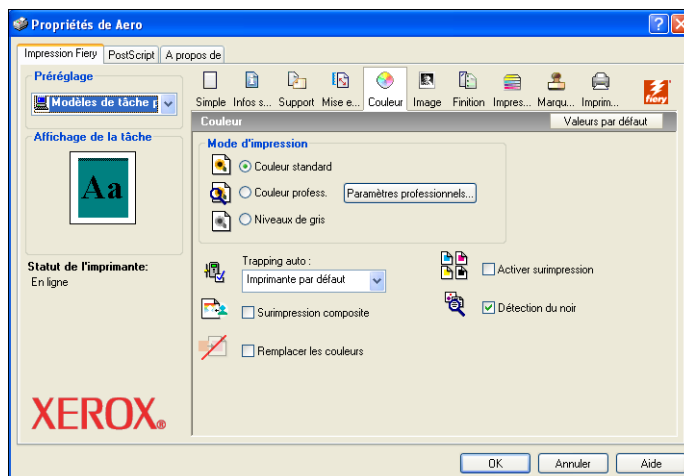 Propriétés de Aero
Impression Fiery PostScript A propos de
Préréglage
Modèles de tâche p
Simple Infos s... Support Mise e... Couleur Image Finition Impres... Marqu... Imprim...
fiery
Couleur Valeurs par défaut
Affichage de la tâche
Aa
Mode d'impression
Couleur standard
Couleur profess. Paramètres professionnels...
Niveaux de gris
Statut de l'imprimante:
En ligne
Trapping auto :
Imprimante par défaut
Activer surimpression
Surimpression composite
Détection du noir
Remplacer les couleurs
XEROX®
OK Annuler Aide